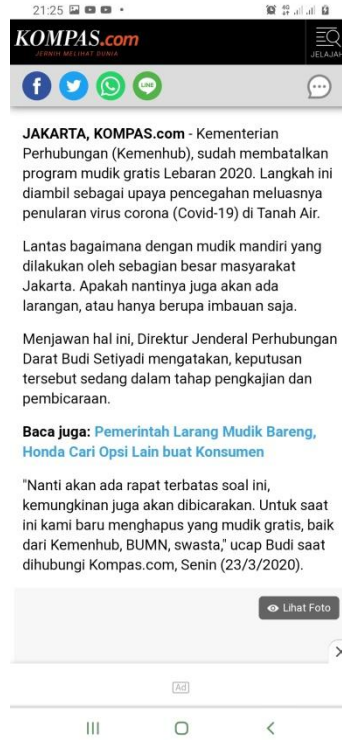 21:25
4G
KOMPAS.com
JERNIH MELIHAT DUNIA
JELAJAH
f
LINE
JAKARTA, KOMPAS.com - Kementerian
Perhubungan (Kemenhub), sudah membatalkan
program mudik gratis Lebaran 2020. Langkah ini
diambil sebagai upaya pencegahan meluasnya
penularan virus corona (Covid-19) di Tanah Air.
Lantas bagaimana dengan mudik mandiri yang
dilakukan oleh sebagian besar masyarakat
Jakarta. Apakah nantinya juga akan ada
larangan, atau hanya berupa imbauan saja.
Menjawan hal ini, Direktur Jenderal Perhubungan
Darat Budi Setiyadi mengatakan, keputusan
tersebut sedang dalam tahap pengkajian dan
pembicaraan.
Baca juga: Pemerintah Larang Mudik Bareng,
Honda Cari Opsi Lain buat Konsumen
"Nanti akan ada rapat terbatas soal ini,
kemungkinan juga akan dibicarakan. Untuk saat
ini kami baru menghapus yang mudik gratis, baik
dari Kemenhub, BUMN, swasta," ucap Budi saat
dihubungi Kompas.com, Senin (23/3/2020).
Lihat Foto
Ad